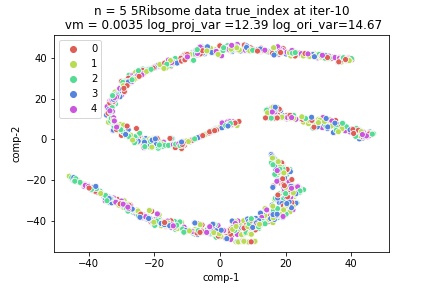 n = 5 5Ribsome data true_index at iter-10
vm = 0.0035 log_proj_var =12.39 log_ori_var=14.67
0
1
2
3
4
40
20
0
−20
−40
comp-2
−40 −20 0 20 40
comp-1